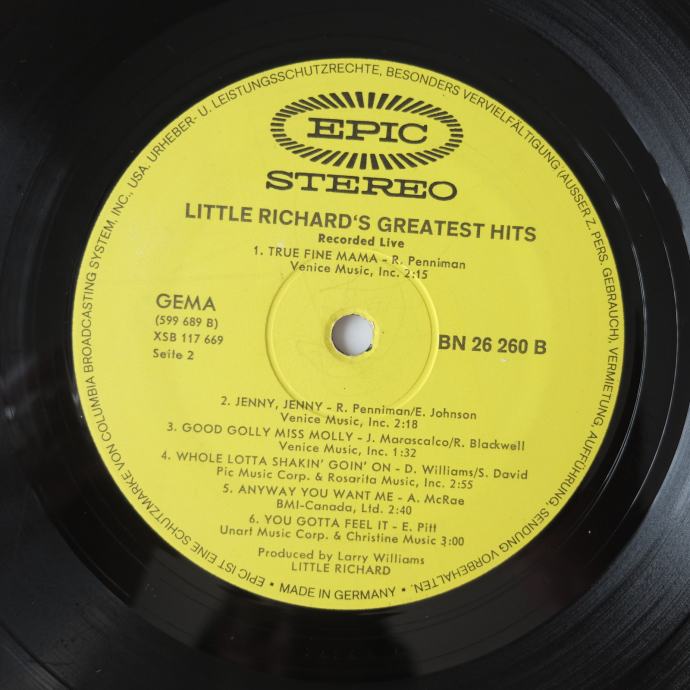 EPIC
STEREO
LITTLE RICHARD'S GREATEST HITS
Recorded Live
1. TRUE FINE MAMA – R. Penniman
Venice Music, Inc. 2:15
GEMA
(599 689 B)
XSB 117 669
Seite 2
BN 26 260 B
2. JENNY, JENNY – R. Penniman/E. Johnson
Venice Music, Inc. 2:18
3. GOOD GOLLY MISS MOLLY – J. Marascalco/R. Blackwell
Venice Music, Inc. 1:32
4. WHOLE LOTTA SHAKIN' GOIN' ON – D. Williams/S. David
Pic Music Corp. & Rosarita Music, Inc. 2:55
5. ANYWAY YOU WANT ME – A. McRae
BMI-Canada, Ltd. 2:40
6. YOU GOTTA FEEL IT – E. Pitt
Unart Music Corp. & Christine Music 3:00
Produced by Larry Williams
LITTLE RICHARD
EPIC IST EINE SCHUTZMARKE VON COLUMBIA BROADCASTING SYSTEM, INC., USA. URHEBER- U. LEISTUNGSSCHUTZRECHTE, BESONDERS VERVIELFÄLTIGUNG (AUSSER Z. PERS. GEBRAUCH), VERMIETUNG, AUFFÜHRUNG, SENDUNG VORBEHALTEN.
• MADE IN GERMANY •